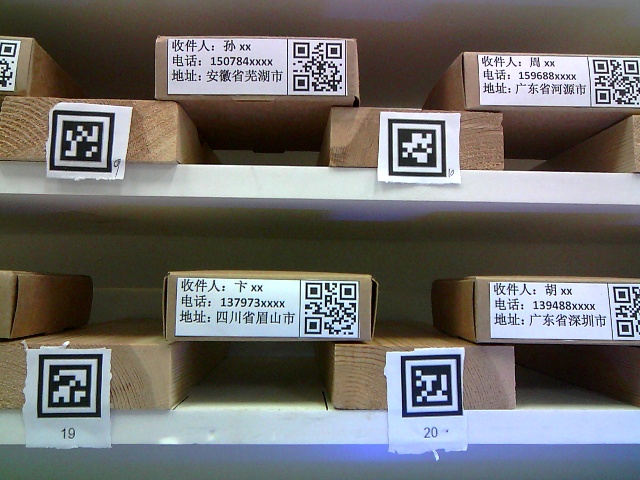 收件人：孙 xx
电话：150784xxxx
地址：安徽省芜湖市
收件人：周 xx
电话：159688xxxx
地址：广东省河源市
9
10
收件人：卞 xx
电话：137973xxxx
地址：四川省眉山市
收件人：胡 xx
电话：139488xxxx
地址：广东省深圳市
19
20